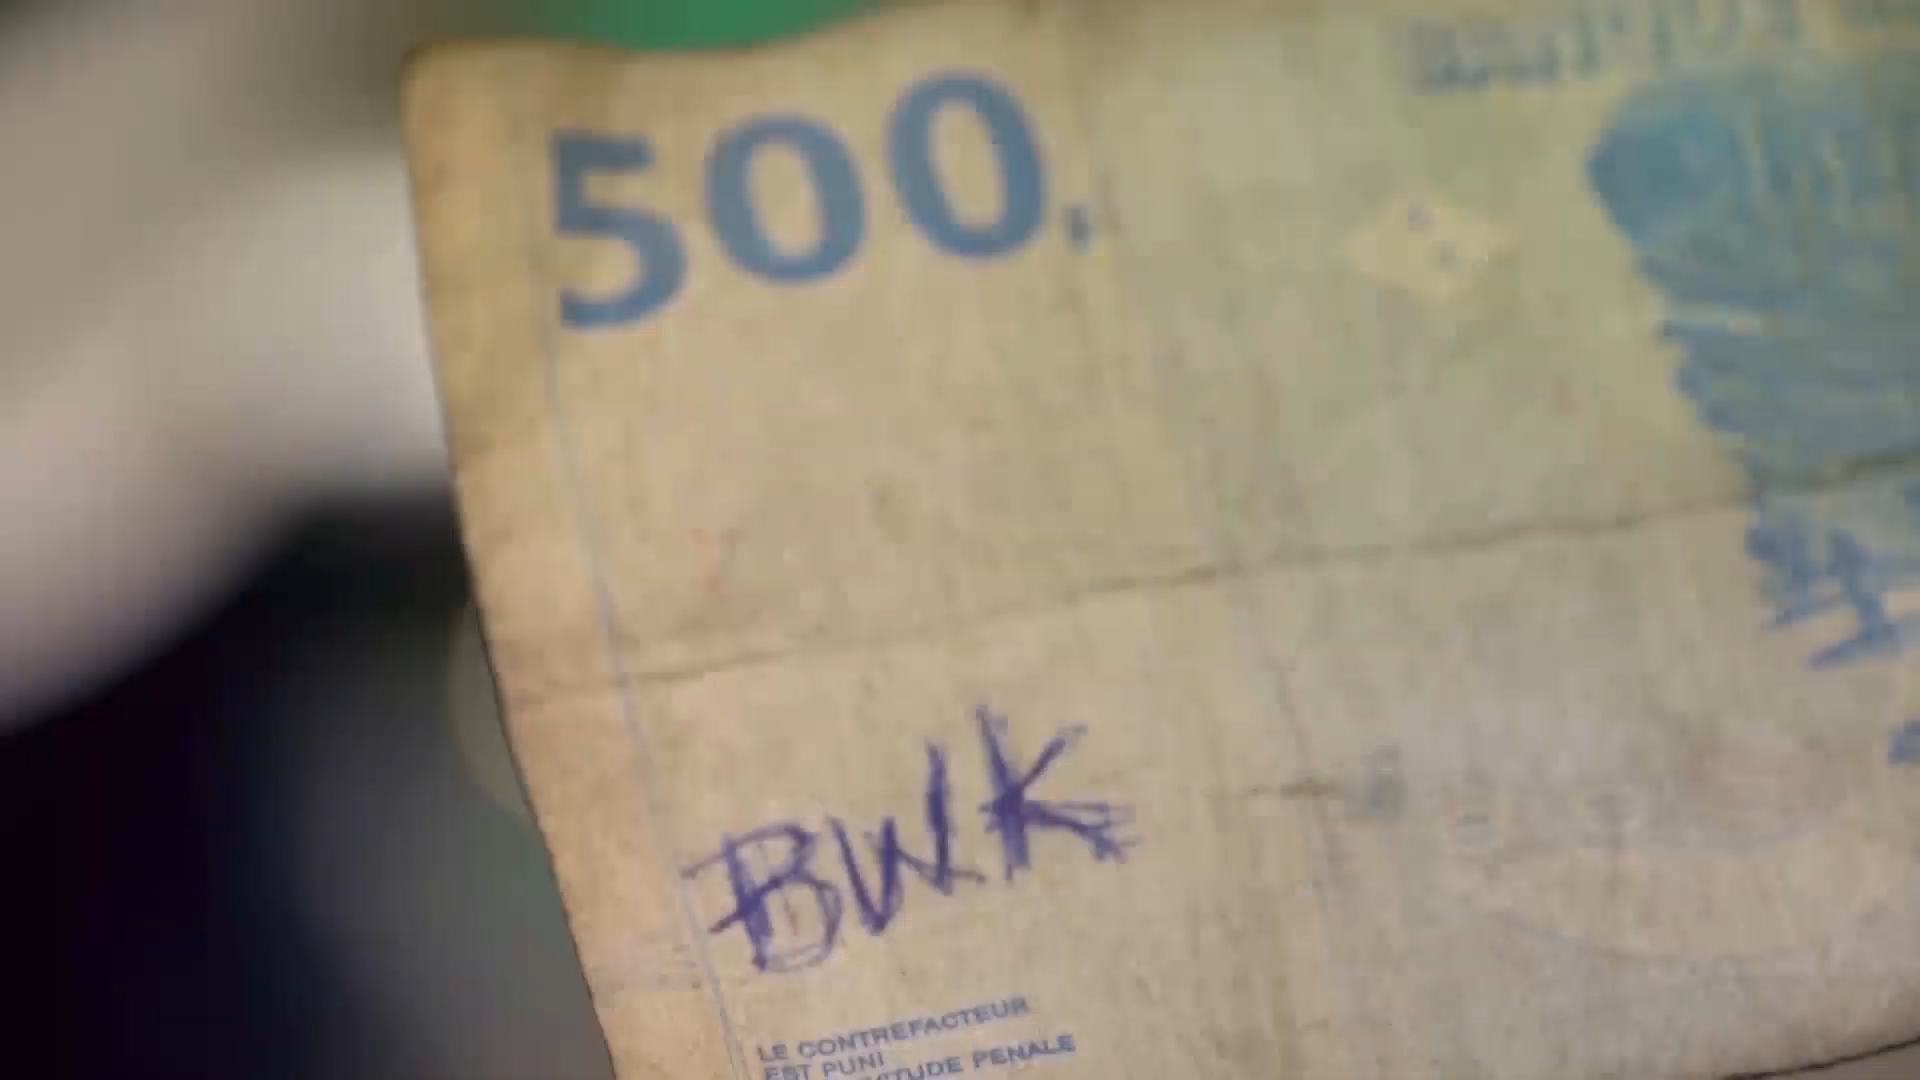 500
BWK
LE CONTREFACTEUR
EST PUNI
PENALE